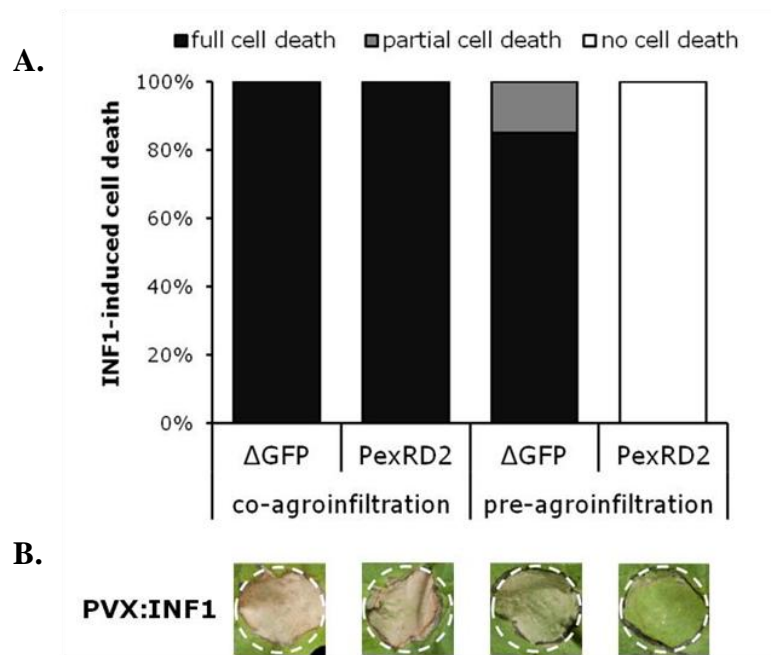 full cell death partial cell death no cell death
A.
INF1-induced cell death
100%
80%
60%
40%
20%
0%
ΔGFP PexRD2 ΔGFP PexRD2
co-agroinfiltration pre-agroinfiltration
B.
PVX:INF1